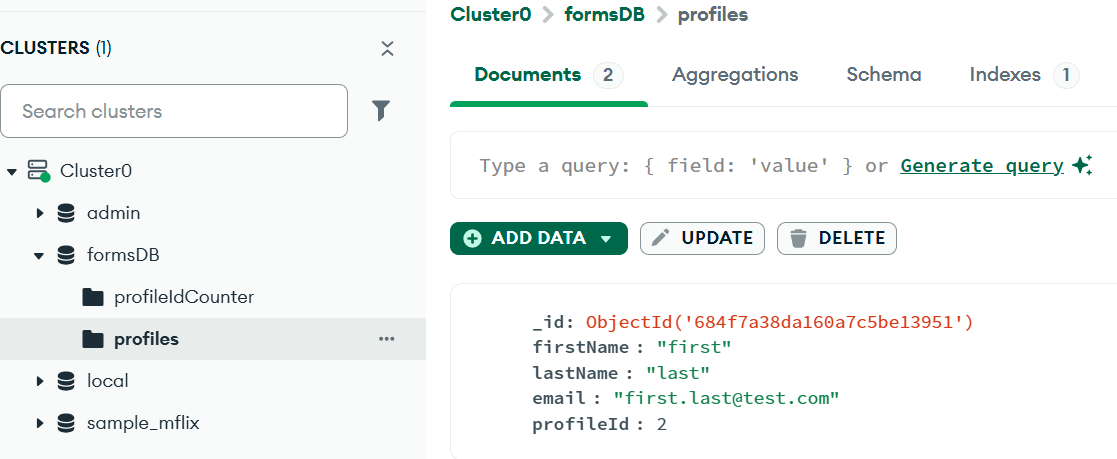 CLUSTERS (1)
Search clusters
Cluster0
admin
formsDB
profileIdCounter
profiles
local
sample_mflix
Cluster0 > formsDB > profiles
Documents 2 Aggregations Schema Indexes 1
Type a query: { field: 'value' } or Generate query
ADD DATA UPDATE DELETE
_id: ObjectId('684f7a38da160a7c5be13951')
firstName : "first"
lastName : "last"
email : "first.last@test.com"
profileId : 2